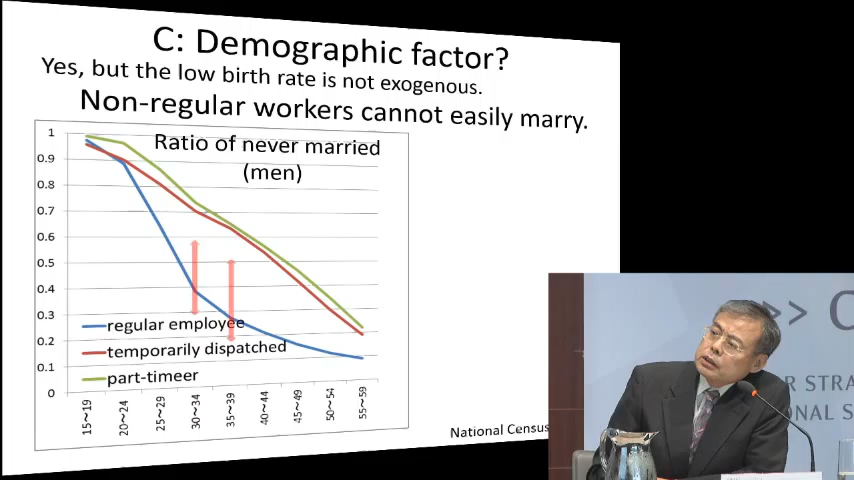 C: Demographic factor?
Yes, but the low birth rate is not exogenous.
Non-regular workers cannot easily marry.
Ratio of never married
(men)
1
0.9
0.8
0.7
0.6
0.5
0.4
0.3
0.2
0.1
0
regular employee
temporarily dispatched
part-timeer
15~19
20~24
25~29
30~34
35~39
40~44
45~49
50~54
55~59
National Census
>> C
R STRA
IONAL S